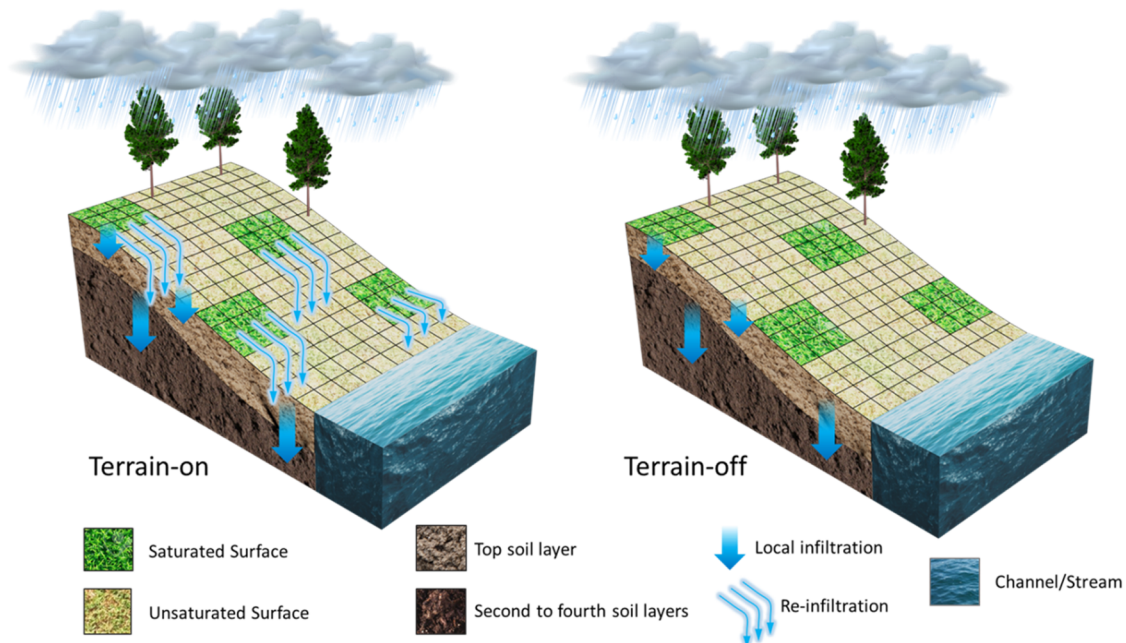 Terrain-on
Terrain-off
Saturated Surface
Top soil layer
Local infiltration
Channel/Stream
Unsaturated Surface
Second to fourth soil layers
Re-infiltration